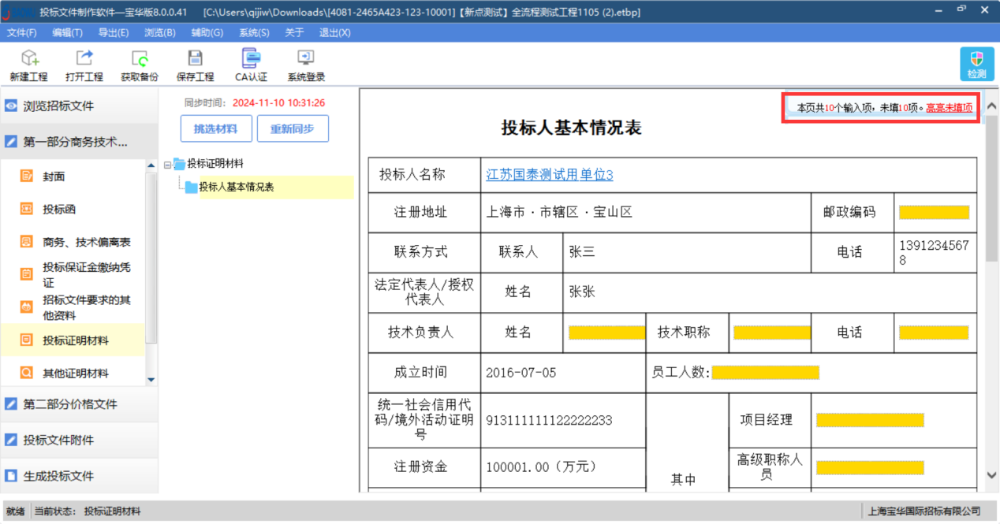 投标文件制作软件—宝华版8.0.0.41 [C:\Users\qijiw\Downloads\[4081-2465A423-123-10001]【新点测试】全流程测试工程1105 (2).etbp]
文件(F) 编辑(T) 导出(E) 浏览(B) 辅助(G) 系统(S) 关于 退出(X)
新建工程 打开工程 获取备份 保存工程 CA认证 系统登录 检测
浏览招标文件
第一部分商务技术...
封面
投标函
商务、技术偏离表
投标保证金缴纳凭
证
招标文件要求的其
他资料
投标证明材料
其他证明材料
第二部分价格文件
投标文件附件
生成投标文件
同步时间: 2024-11-10 10:31:26
挑选材料 重新同步
投标证明材料
投标人基本情况表
本页共10个输入项，未填10项。高亮未填项
投标人基本情况表
投标人名称 江苏国泰测试用单位3
注册地址 上海市·市辖区·宝山区 邮政编码
联系方式 联系人 张三 电话 1391234567
8
法定代表人/授权
代表人 姓名 张张
技术负责人 姓名 技术职称 电话
成立时间 2016-07-05 员工人数:
统一社会信用代
码/境外活动证明
号 913111111122222233 项目经理
注册资金 100001.00（万元） 其中 高级职称人
员
就绪 当前状态: 投标证明材料 上海宝华国际招标有限公司